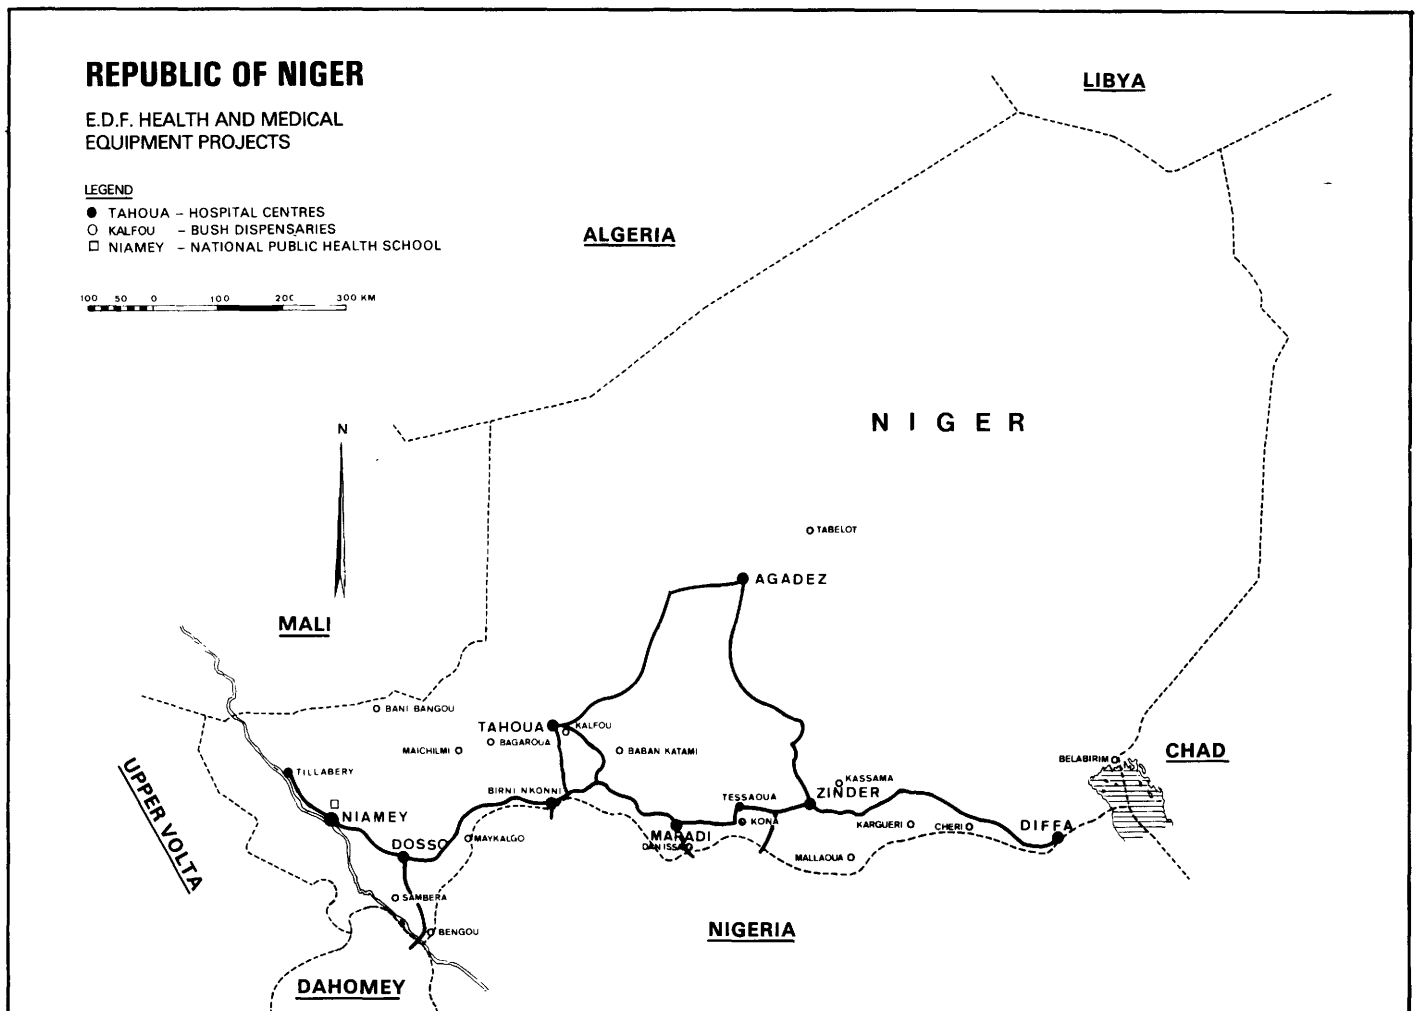 REPUBLIC OF NIGER
E.D.F. HEALTH AND MEDICAL
EQUIPMENT PROJECTS
LEGEND
TAHOUA – HOSPITAL CENTRES
KALFOU – BUSH DISPENSARIES
NIAMEY – NATIONAL PUBLIC HEALTH SCHOOL
100 50 0 100 200 300 KM
LIBYA
ALGERIA
N I G E R
N
TABELOT
AGADEZ
MALI
BANI BANGOU
TAHOUA
KALFOU
BAGAROUA
MAICHILMI
BABAN KATAMI
CHAD
BELABIRIM
UPPER VOLTA
TILLABERY
BIRNI NKONNI
KASSAMA
ZINDER
TESSAOUA
NIAMEY
KONA
KARGUERI
CHERI
DIFFA
MARADI
DAN ISSA
DOSSO
MAYKALGO
MALLAOUA
SAMBERA
BENGOU
NIGERIA
DAHOMEY